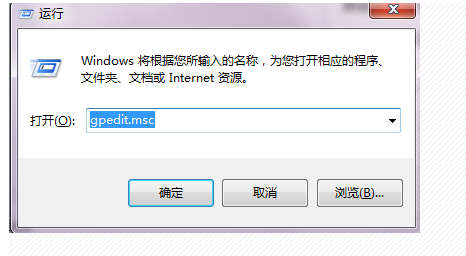 运行
Windows 将根据您所输入的名称，为您打开相应的程序、
文件夹、文档或 Internet 资源。
打开(O): gpedit.msc
确定 取消 浏览(B)...